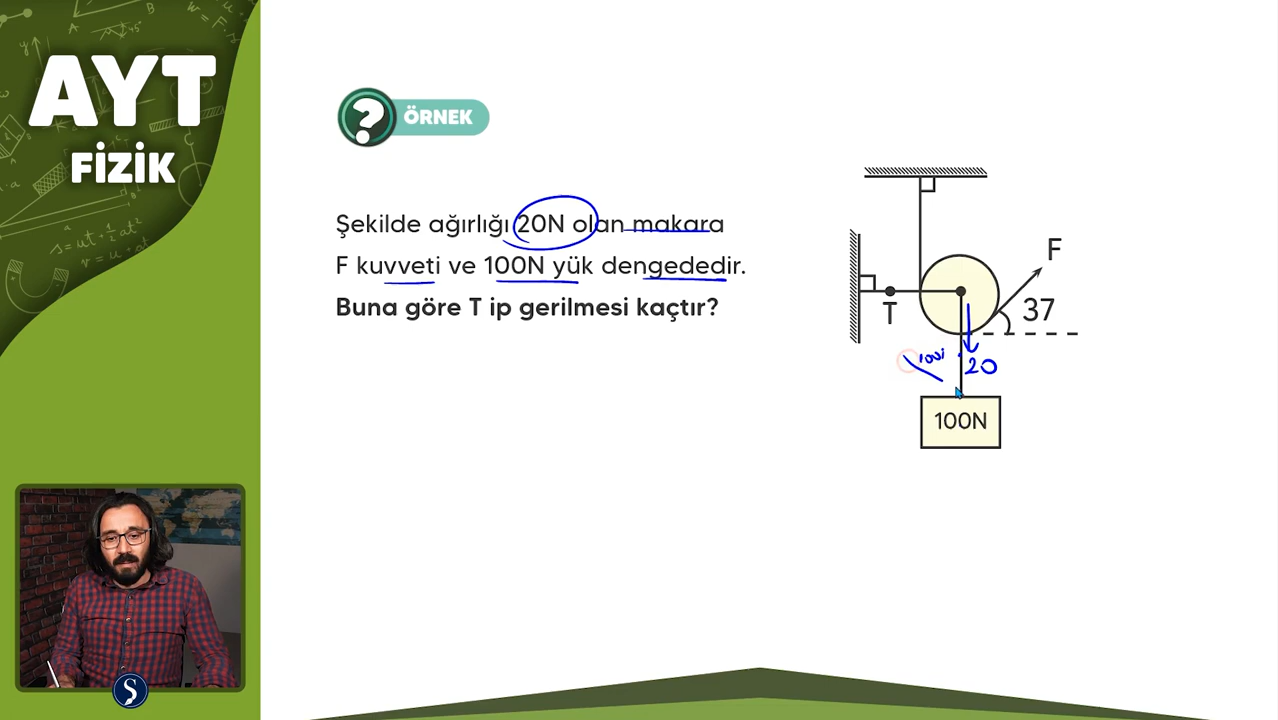 AYT
FİZİK
ÖRNEK
Şekilde ağırlığı 20N olan makara
F kuvveti ve 100N yük dengededir.
Buna göre T ip gerilmesi kaçtır?
F
T
37
20
100N
Ş